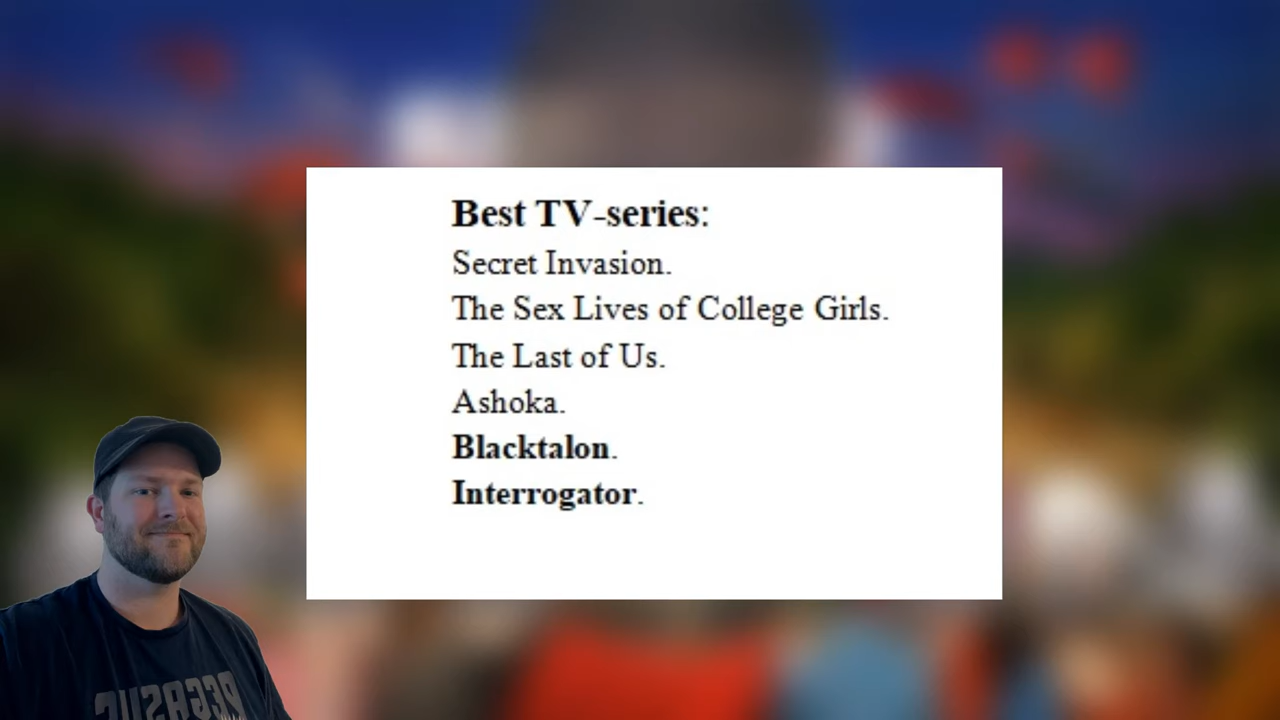 Best TV-series:
Secret Invasion.
The Sex Lives of College Girls.
The Last of Us.
Ashoka.
Blacktalon.
Interrogator.